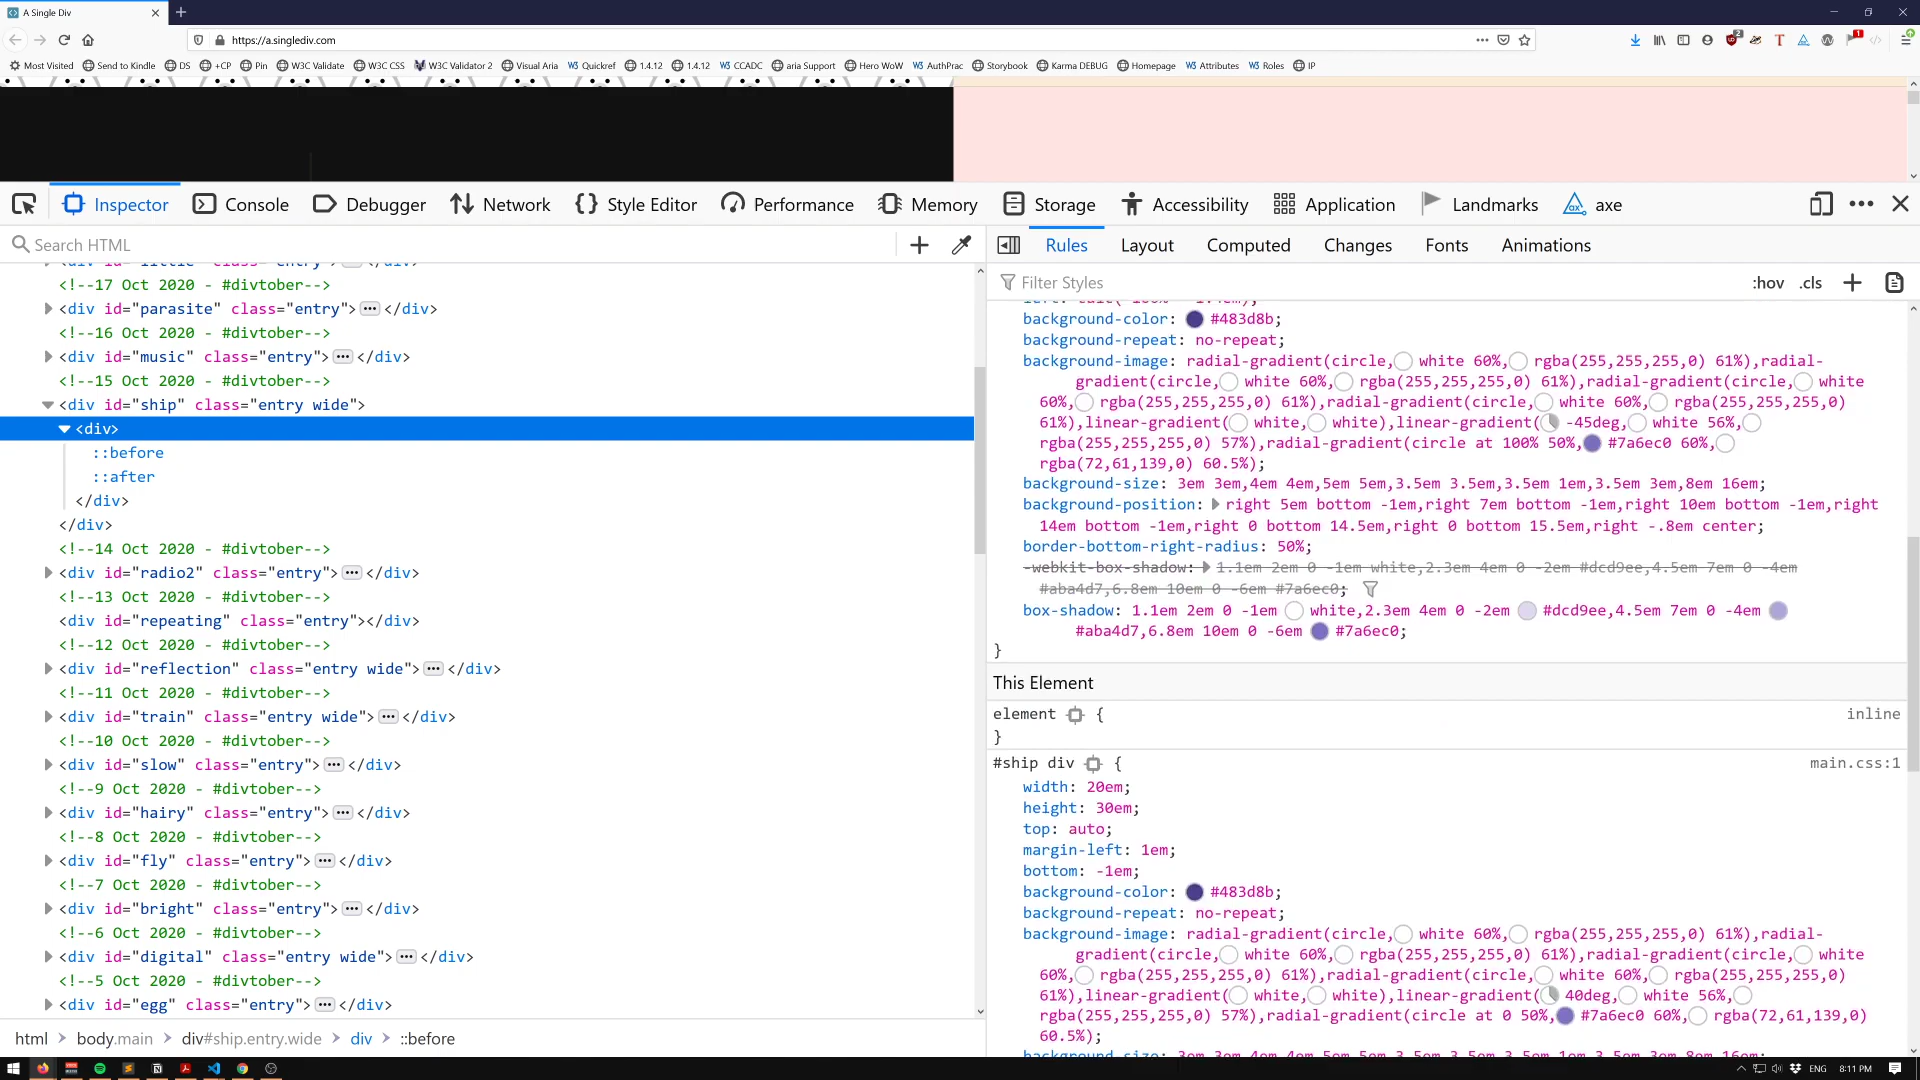 A Single Div
https://a.singlediv.com
Most Visited Send to Kindle DS +CP Pin W3C Validate W3C CSS W3C Validator 2 Visual Aria Quickref 1.4.12 1.4.12 CCADC aria Support Hero WoW AuthPrac Storybook Karma DEBUG Homepage Attributes Roles IP
Inspector Console Debugger Network Style Editor Performance Memory Storage Accessibility Application Landmarks axe
Search HTML
Rules Layout Computed Changes Fonts Animations
Filter Styles
:hov .cls
<!--17 Oct 2020 - #divtober-->
<div id="parasite" class="entry"></div>
<!--16 Oct 2020 - #divtober-->
<div id="music" class="entry"></div>
<!--15 Oct 2020 - #divtober-->
<div id="ship" class="entry wide">
<div>
::before
::after
</div>
</div>
<!--14 Oct 2020 - #divtober-->
<div id="radio2" class="entry"></div>
<!--13 Oct 2020 - #divtober-->
<div id="repeating" class="entry"></div>
<!--12 Oct 2020 - #divtober-->
<div id="reflection" class="entry wide"></div>
<!--11 Oct 2020 - #divtober-->
<div id="train" class="entry wide"></div>
<!--10 Oct 2020 - #divtober-->
<div id="slow" class="entry"></div>
<!--9 Oct 2020 - #divtober-->
<div id="hairy" class="entry"></div>
<!--8 Oct 2020 - #divtober-->
<div id="fly" class="entry"></div>
<!--7 Oct 2020 - #divtober-->
<div id="bright" class="entry"></div>
<!--6 Oct 2020 - #divtober-->
<div id="digital" class="entry wide"></div>
<!--5 Oct 2020 - #divtober-->
<div id="egg" class="entry"></div>
html body.main div#ship.entry.wide div ::before
background-color: #483d8b;
background-repeat: no-repeat;
background-image: radial-gradient(circle, white 60%, rgba(255,255,255,0) 61%),radial-
gradient(circle, white 60%, rgba(255,255,255,0) 61%),radial-gradient(circle, white
60%, rgba(255,255,255,0) 61%),radial-gradient(circle, white 60%, rgba(255,255,255,0)
61%),linear-gradient( white, white),linear-gradient( -45deg, white 56%,
rgba(255,255,255,0) 57%),radial-gradient(circle at 100% 50%, #7a6ec0 60%,
rgba(72,61,139,0) 60.5%);
background-size: 3em 3em,4em 4em,5em 5em,3.5em 3.5em,3.5em 1em,3.5em 3em,8em 16em;
background-position: right 5em bottom -1em,right 7em bottom -1em,right 10em bottom -1em,right
14em bottom -1em,right 0 bottom 14.5em,right 0 bottom 15.5em,right -.8em center;
border-bottom-right-radius: 50%;
-webkit-box-shadow: 1.1em 2em 0 -1em white,2.3em 4em 0 -2em #dcd9ee,4.5em 7em 0 -4em
#aba4d7,6.8em 10em 0 -6em #7a6ec0;
box-shadow: 1.1em 2em 0 -1em white,2.3em 4em 0 -2em #dcd9ee,4.5em 7em 0 -4em
#aba4d7,6.8em 10em 0 -6em #7a6ec0;
}
This Element
element { inline
}
#ship div { main.css:1
width: 20em;
height: 30em;
top: auto;
margin-left: 1em;
bottom: -1em;
background-color: #483d8b;
background-repeat: no-repeat;
background-image: radial-gradient(circle, white 60%, rgba(255,255,255,0) 61%),radial-
gradient(circle, white 60%, rgba(255,255,255,0) 61%),radial-gradient(circle, white
60%, rgba(255,255,255,0) 61%),radial-gradient(circle, white 60%, rgba(255,255,255,0)
61%),linear-gradient( white, white),linear-gradient( 40deg, white 56%,
rgba(255,255,255,0) 57%),radial-gradient(circle at 0 50%, #7a6ec0 60%, rgba(72,61,139,0)
60.5%);
ENG 8:11 PM